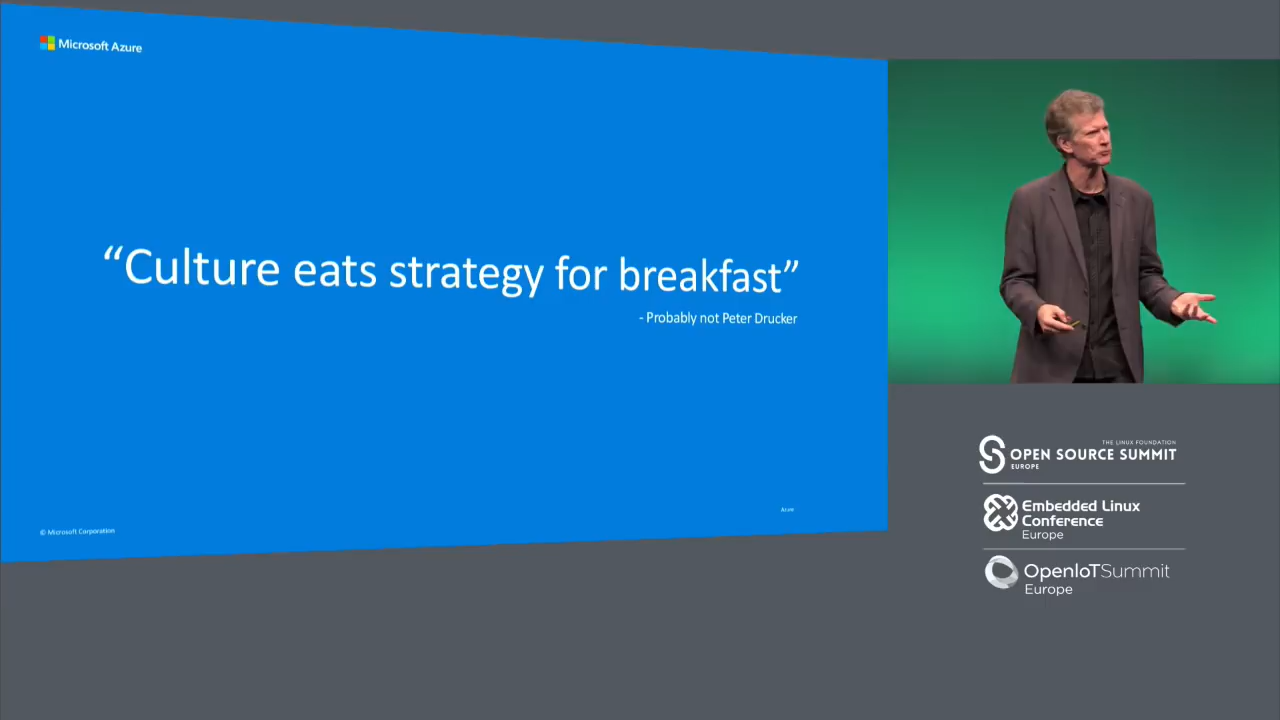 Microsoft Azure
“Culture eats strategy for breakfast”
- Probably not Peter Drucker
Azure
© Microsoft Corporation
THE LINUX FOUNDATION
OPEN SOURCE SUMMIT
EUROPE
Embedded Linux
Conference
Europe
OpenIoTSummit
Europe